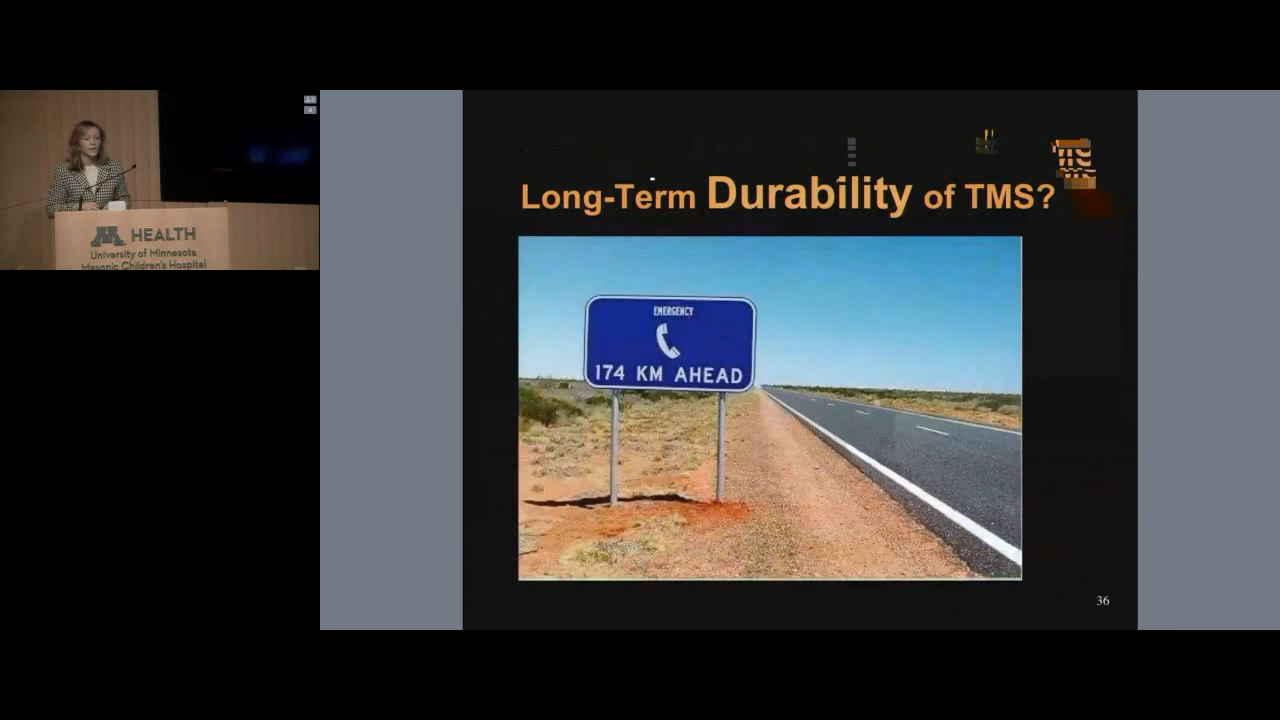 M HEALTH
University of Minnesota
Masonic Children's Hospital
Long-Term Durability of TMS?
EMERGENCY
174 KM AHEAD
36